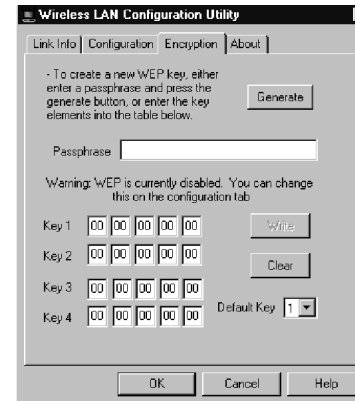 Wireless LAN Configuration Utility
Link Info Configuration Encryption About
- To create a new WEP key, either
enter a passphrase and press the
generate button, or enter the key
elements into the table below.
Generate
Passphrase
Warning: WEP is currently disabled. You can change
this on the configuration tab
Key 1 00 00 00 00 00
Write
Key 2 00 00 00 00 00
Clear
Key 3 00 00 00 00 00
Default Key 1
Key 4 00 00 00 00 00
OK Cancel Help